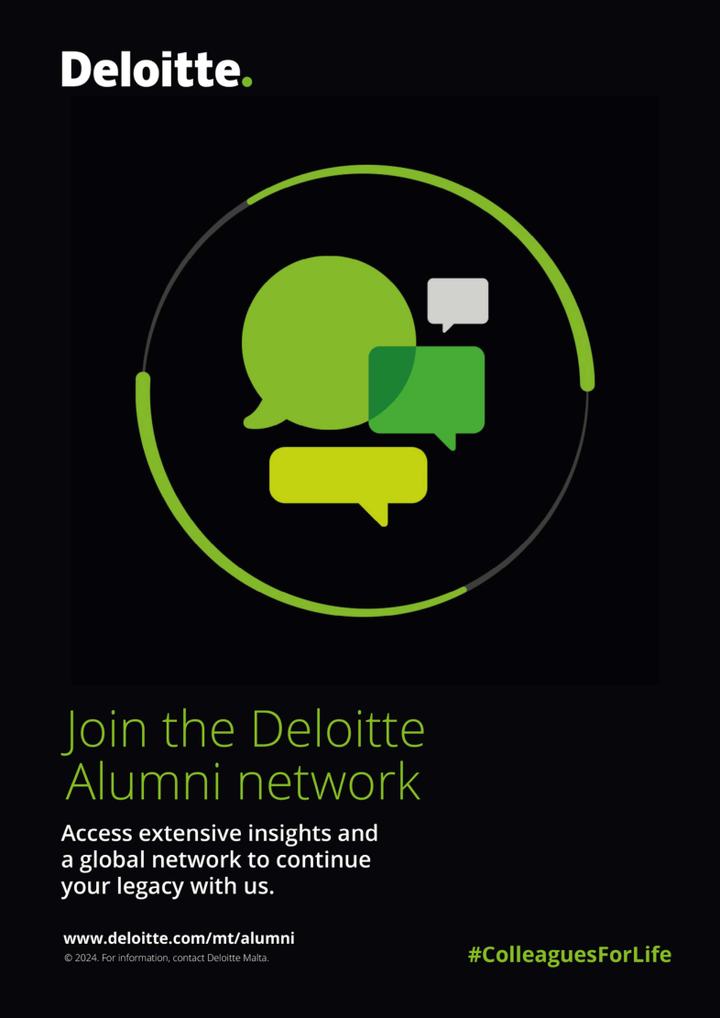 Deloitte.
Join the Deloitte
Alumni network
Access extensive insights and
a global network to continue
your legacy with us.
www.deloitte.com/mt/alumni
© 2024. For information, contact Deloitte Malta.
#ColleaguesForLife